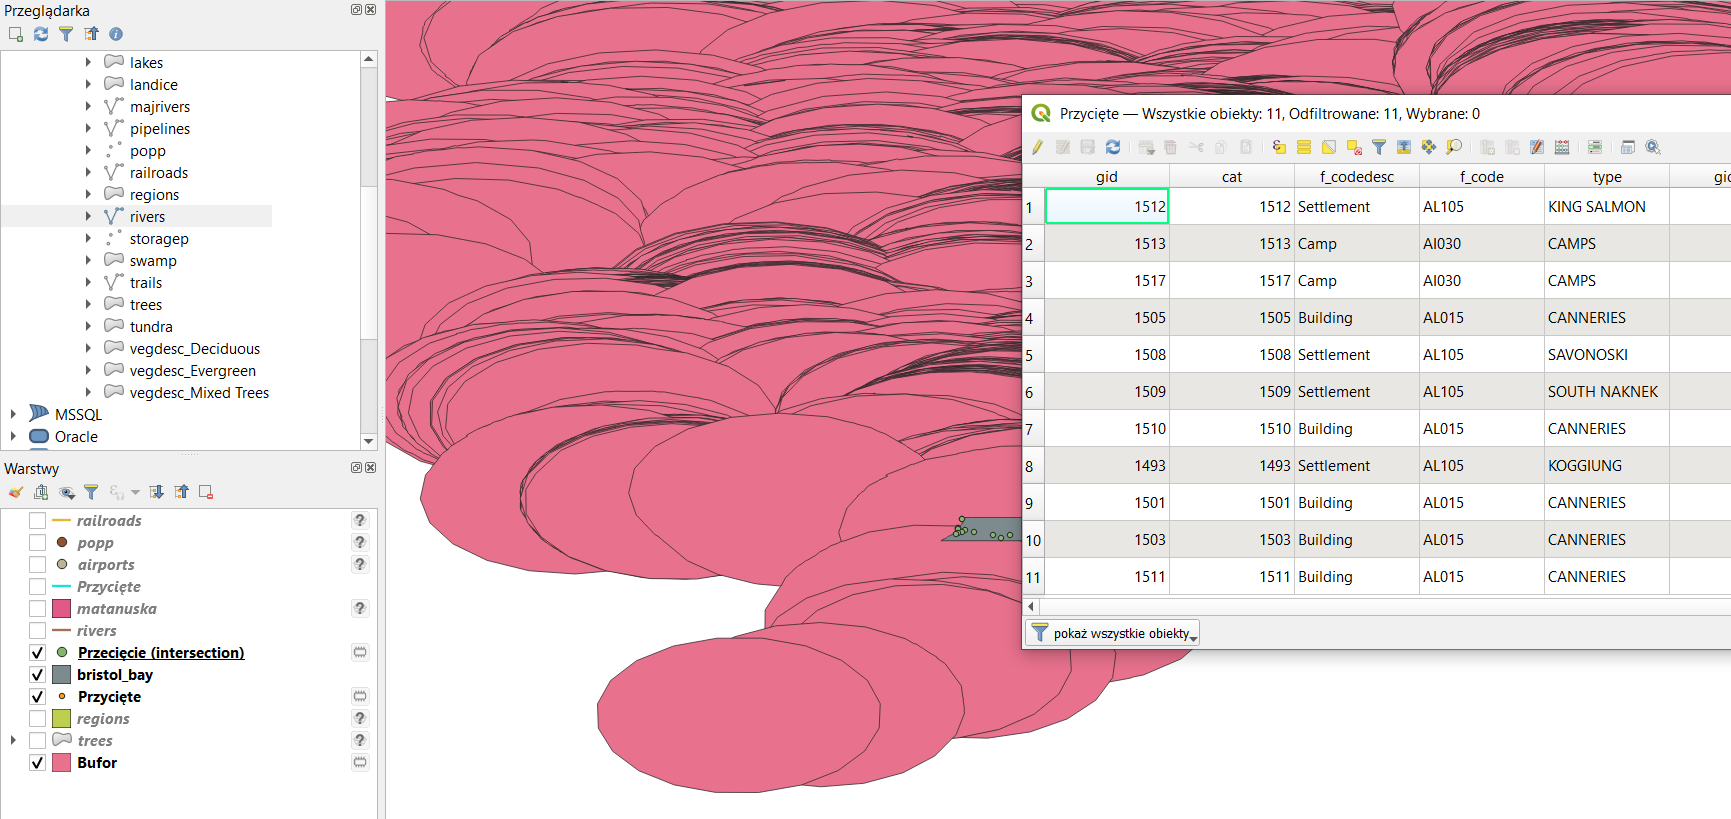 Przeglądarka
lakes
landice
majrivers
pipelines
popp
railroads
regions
rivers
storagep
swamp
trails
trees
tundra
vegdesc_Deciduous
vegdesc_Evergreen
vegdesc_Mixed Trees
MSSQL
Oracle
Warstwy
railroads
popp
airports
Przycięte
matanuska
rivers
Przecięcie (intersection)
bristol_bay
Przycięte
regions
trees
Bufor
Przycięte — Wszystkie obiekty: 11, Odfiltrowane: 11, Wybrane: 0
gid cat f_codedesc f_code type gid
1 1512 1512 Settlement AL105 KING SALMON
2 1513 1513 Camp AI030 CAMPS
3 1517 1517 Camp AI030 CAMPS
4 1505 1505 Building AL015 CANNERIES
5 1508 1508 Settlement AL105 SAVONOSKI
6 1509 1509 Settlement AL105 SOUTH NAKNEK
7 1510 1510 Building AL015 CANNERIES
8 1493 1493 Settlement AL105 KOGGIUNG
9 1501 1501 Building AL015 CANNERIES
10 1503 1503 Building AL015 CANNERIES
11 1511 1511 Building AL015 CANNERIES
pokaż wszystkie obiekty